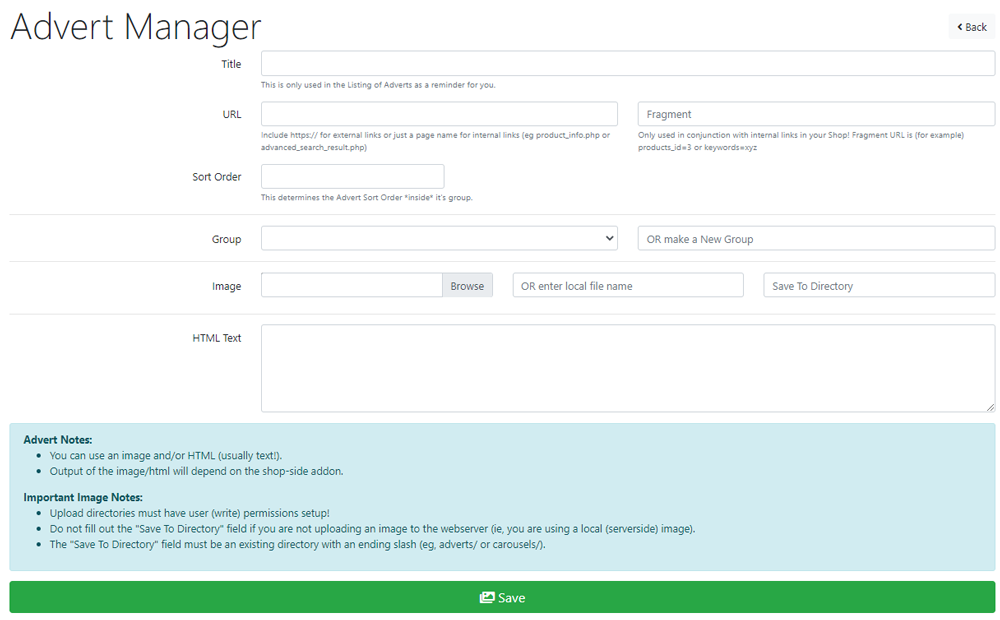 Advert Manager
Back
Title
This is only used in the Listing of Adverts as a reminder for you.
URL
Fragment
Include https:// for external links or just a page name for internal links (eg product_info.php or
advanced_search_result.php)
Only used in conjunction with internal links in your Shop! Fragment URL is (for example)
products_id=3 or keywords=xyz
Sort Order
This determines the Advert Sort Order *inside* it's group.
Group
OR make a New Group
Image
Browse
OR enter local file name
Save To Directory
HTML Text
Advert Notes:
You can use an image and/or HTML (usually text!).
Output of the image/html will depend on the shop-side addon.
Important Image Notes:
Upload directories must have user (write) permissions setup!
Do not fill out the "Save To Directory" field if you are not uploading an image to the webserver (ie, you are using a local (serverside) image).
The "Save To Directory" field must be an existing directory with an ending slash (eg, adverts/ or carousels/).
Save